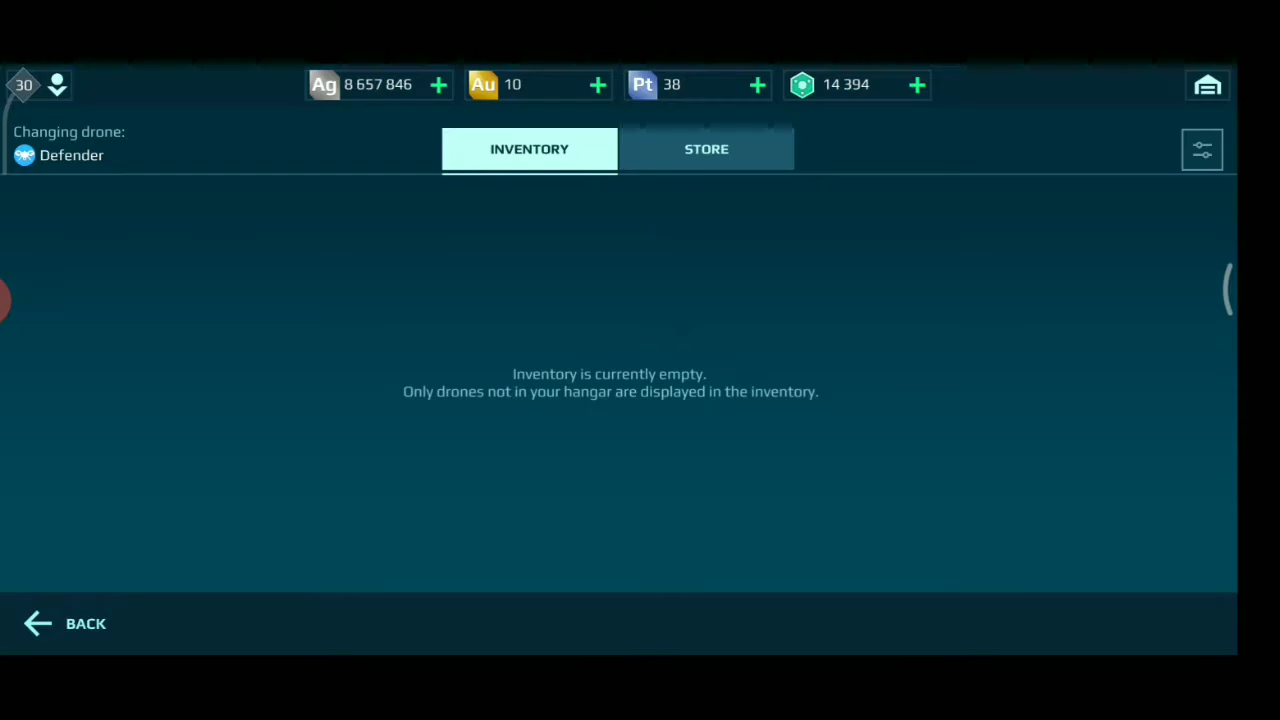 30
Ag 8 657 846
Au 10
Pt 38
14 394
Changing drone:
Defender
INVENTORY
STORE
Inventory is currently empty.
Only drones not in your hangar are displayed in the inventory.
BACK